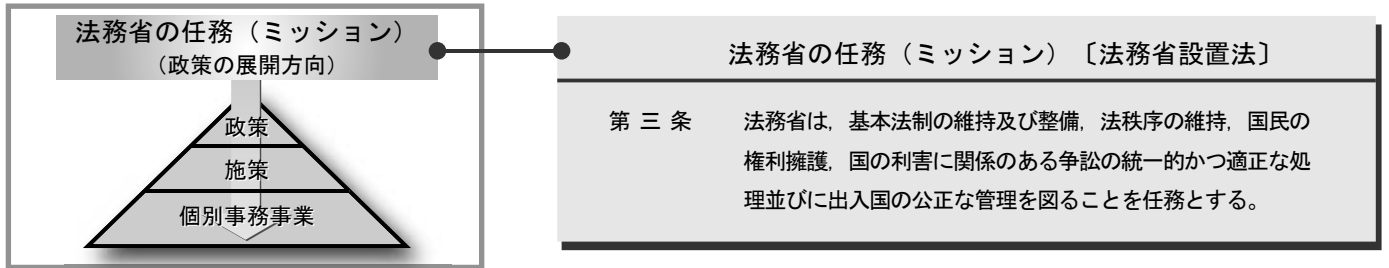 法務省の任務（ミッション）
（政策の展開方向）
政策
施策
個別事務事業
法務省の任務（ミッション）〔法務省設置法〕
第三条　法務省は，基本法制の維持及び整備，法秩序の維持，国民の
権利擁護，国の利害に関係のある争訟の統一的かつ適正な処
理並びに出入国の公正な管理を図ることを任務とする。